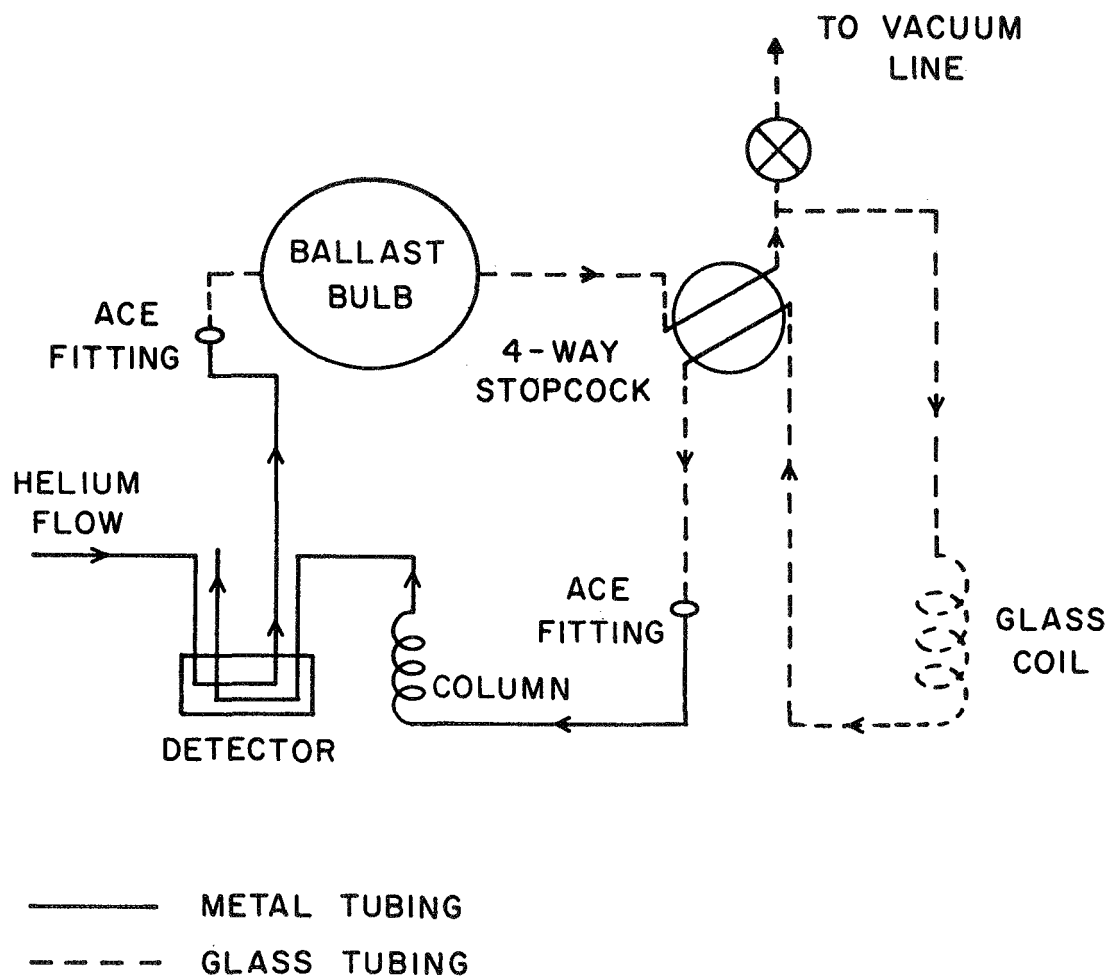 TO VACUUM
LINE
BALLAST
BULB
ACE
FITTING
4-WAY
STOPCOCK
HELIUM
FLOW
ACE
FITTING
GLASS
COIL
COLUMN
DETECTOR
METAL TUBING
GLASS TUBING